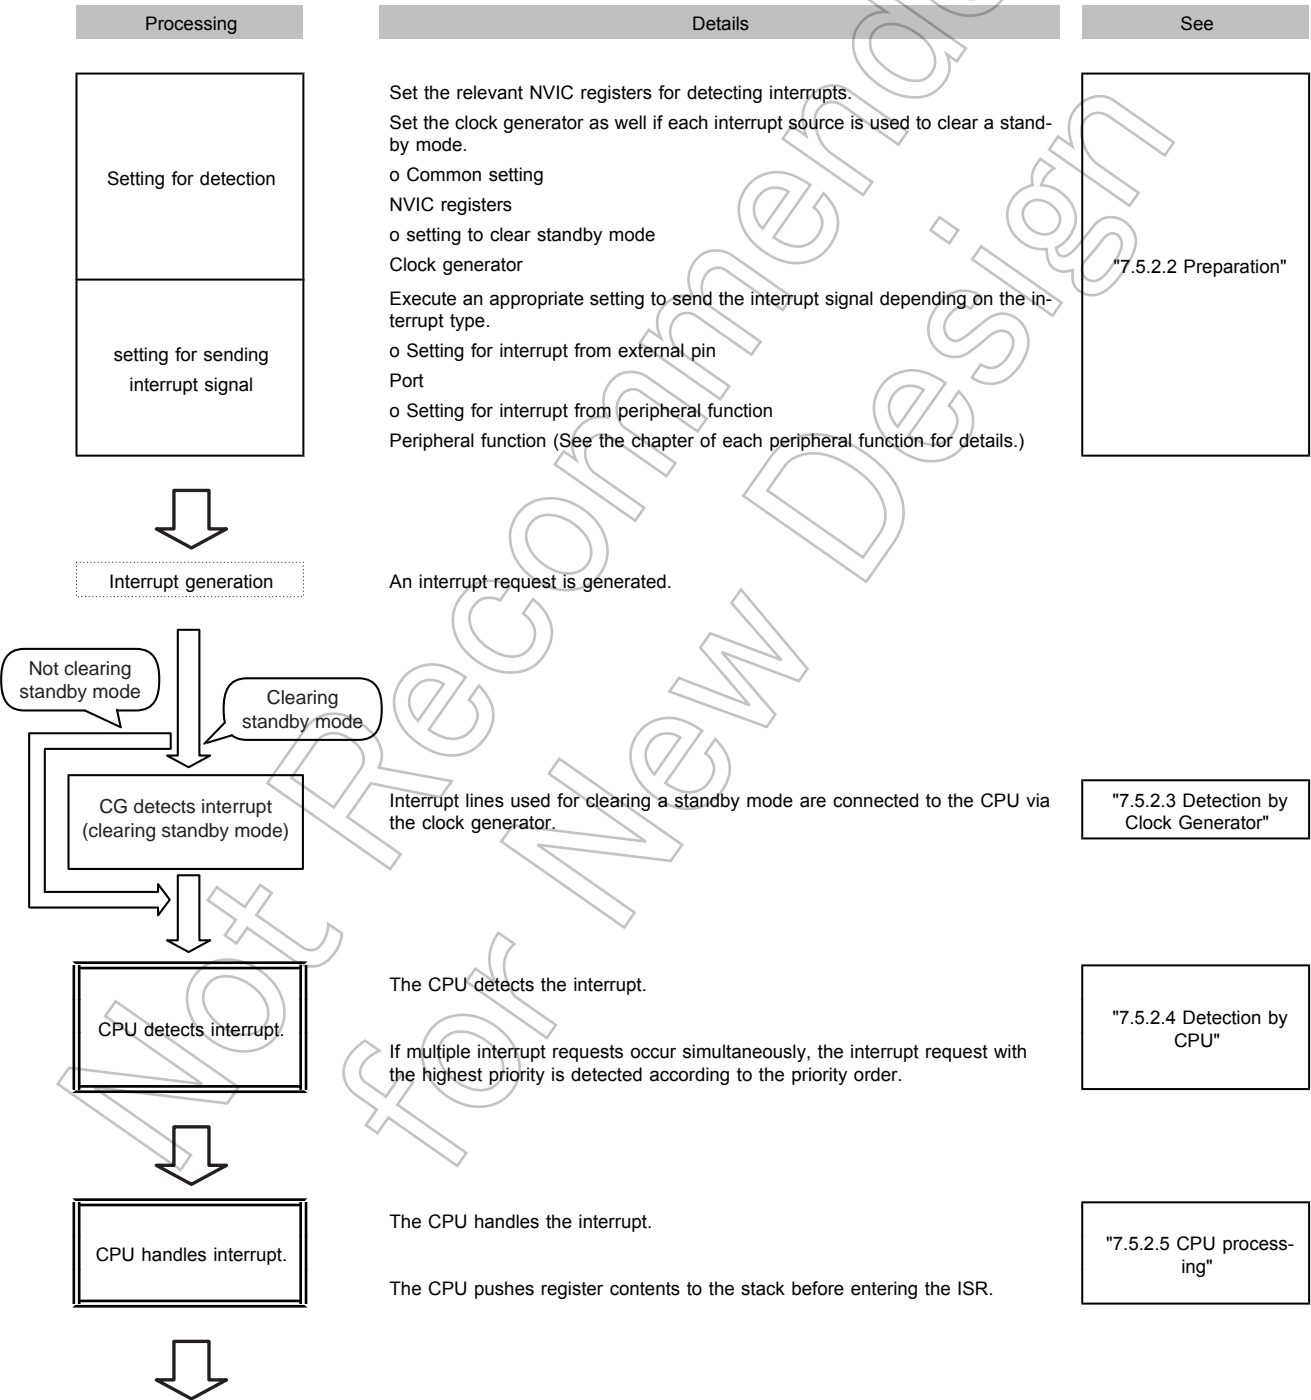 Processing
Details
See
Setting for detection
Set the relevant NVIC registers for detecting interrupts.
Set the clock generator as well if each interrupt source is used to clear a stand-
by mode.
o Common setting
NVIC registers
o setting to clear standby mode
Clock generator
"7.5.2.2 Preparation"
setting for sending
interrupt signal
Execute an appropriate setting to send the interrupt signal depending on the in-
terrupt type.
o Setting for interrupt from external pin
Port
o Setting for interrupt from peripheral function
Peripheral function (See the chapter of each peripheral function for details.)
Interrupt generation
An interrupt request is generated.
Not clearing
standby mode
Clearing
standby mode
CG detects interrupt
(clearing standby mode)
Interrupt lines used for clearing a standby mode are connected to the CPU via
the clock generator.
"7.5.2.3 Detection by
Clock Generator"
CPU detects interrupt.
The CPU detects the interrupt.
If multiple interrupt requests occur simultaneously, the interrupt request with
the highest priority is detected according to the priority order.
"7.5.2.4 Detection by
CPU"
CPU handles interrupt.
The CPU handles the interrupt.
The CPU pushes register contents to the stack before entering the ISR.
"7.5.2.5 CPU process-
ing"
Not Recommende
for New Design